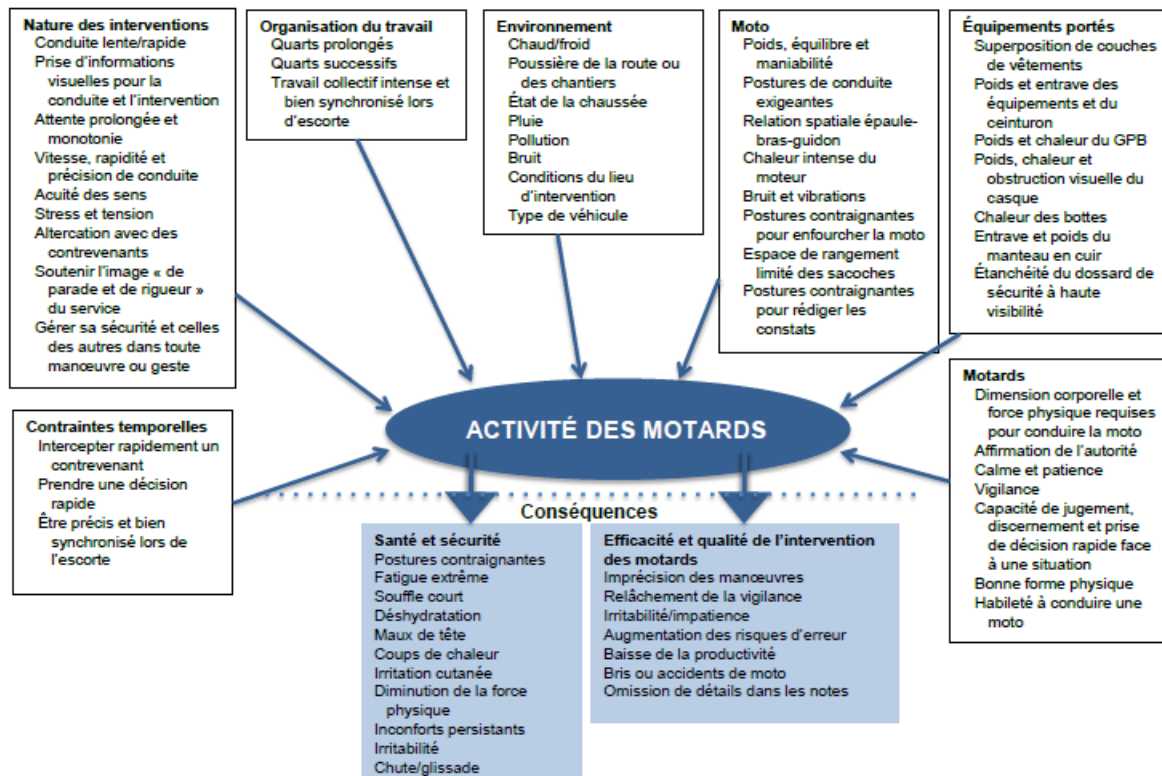 Nature des interventions
Conduite lente/rapide
Prise d'informations
visuelles pour la
conduite et l'intervention
Attente prolongée et
monotonie
Vitesse, rapidité et
précision de conduite
Acuité des sens
Stress et tension
Altercation avec des
contrevenants
Soutenir l'image « de
parade et de rigueur »
du service
Gérer sa sécurité et celles
des autres dans toute
manœuvre ou geste
Organisation du travail
Quarts prolongés
Quarts successifs
Travail collectif intense et
bien synchronisé lors
d'escorte
Environnement
Chaud/froid
Poussière de la route ou
des chantiers
État de la chaussée
Pluie
Pollution
Bruit
Conditions du lieu
d'intervention
Type de véhicule
Moto
Poids, équilibre et
maniabilité
Postures de conduite
exigeantes
Relation spatiale épaule-
bras-guidon
Chaleur intense du
moteur
Bruit et vibrations
Postures contraignantes
pour enfourcher la moto
Espace de rangement
limité des sacoches
Postures contraignantes
pour rédiger les
constats
Équipements portés
Superposition de couches
de vêtements
Poids et entrave des
équipements et du
ceinturon
Poids et chaleur du GPB
Poids, chaleur et
obstruction visuelle du
casque
Chaleur des bottes
Entrave et poids du
manteau en cuir
Étanchéité du dossard de
sécurité à haute
visibilité
Contraintes temporelles
Intercepter rapidement un
contrevenant
Prendre une décision
rapide
Être précis et bien
synchronisé lors de
l'escorte
ACTIVITÉ DES MOTARDS
Motards
Dimension corporelle et
force physique requises
pour conduire la moto
Affirmation de l'autorité
Calme et patience
Vigilance
Capacité de jugement,
discernement et prise
de décision rapide face
à une situation
Bonne forme physique
Habileté à conduire une
moto
Conséquences
Santé et sécurité
Postures contraignantes
Fatigue extrême
Souffle court
Déshydratation
Maux de tête
Coups de chaleur
Irritation cutanée
Diminution de la force
physique
Inconforts persistants
Irritabilité
Chute/glissade
Efficacité et qualité de l'intervention
des motards
Imprécision des manœuvres
Relâchement de la vigilance
Irritabilité/impatience
Augmentation des risques d'erreur
Baisse de la productivité
Bris ou accidents de moto
Omission de détails dans les notes